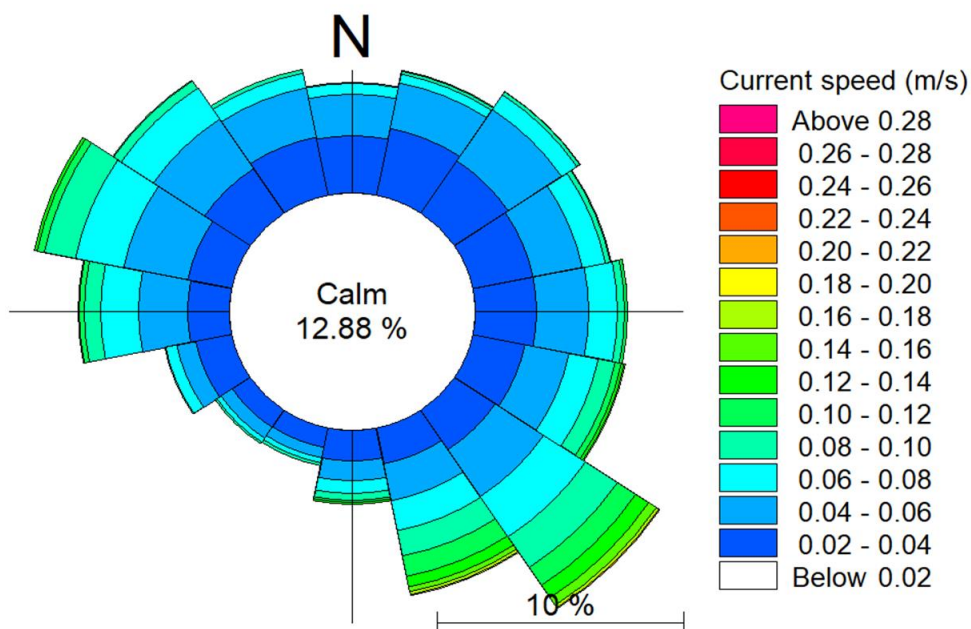 N
Calm
12.88 %
10 %
Current speed (m/s)
Above 0.28
0.26 - 0.28
0.24 - 0.26
0.22 - 0.24
0.20 - 0.22
0.18 - 0.20
0.16 - 0.18
0.14 - 0.16
0.12 - 0.14
0.10 - 0.12
0.08 - 0.10
0.06 - 0.08
0.04 - 0.06
0.02 - 0.04
Below 0.02